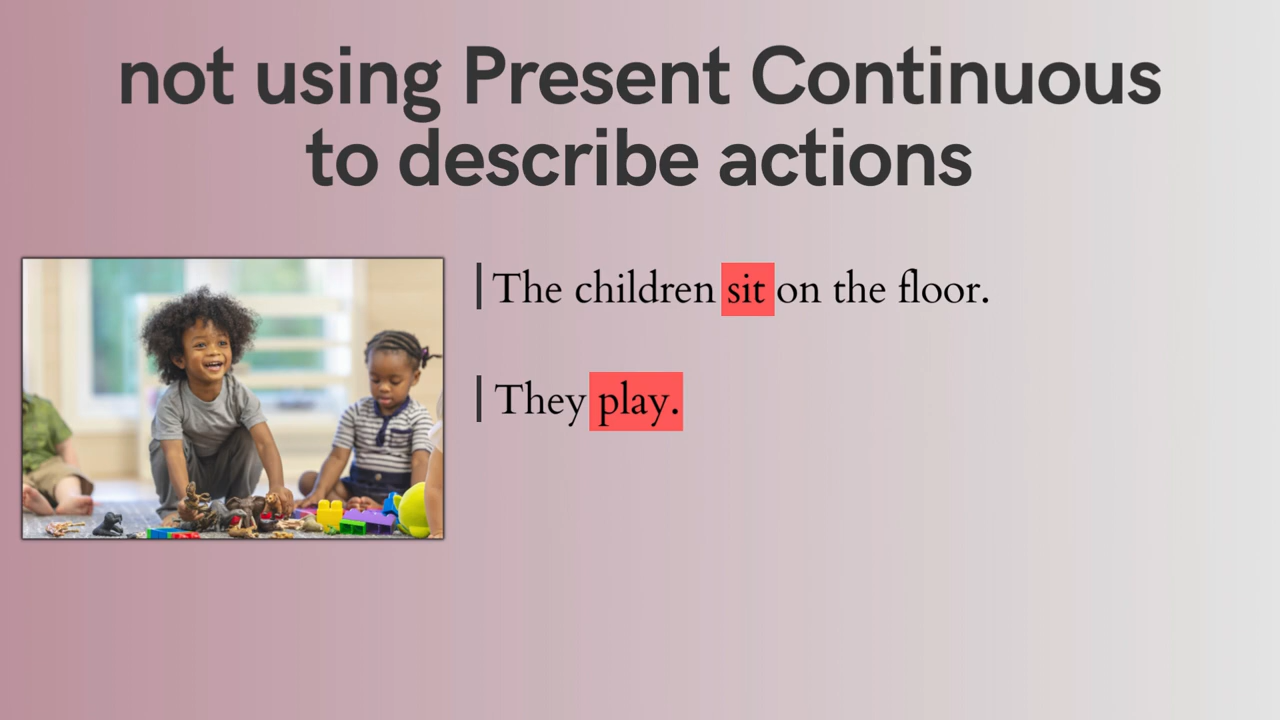 not using Present Continuous
to describe actions
The children sit on the floor.
They play.